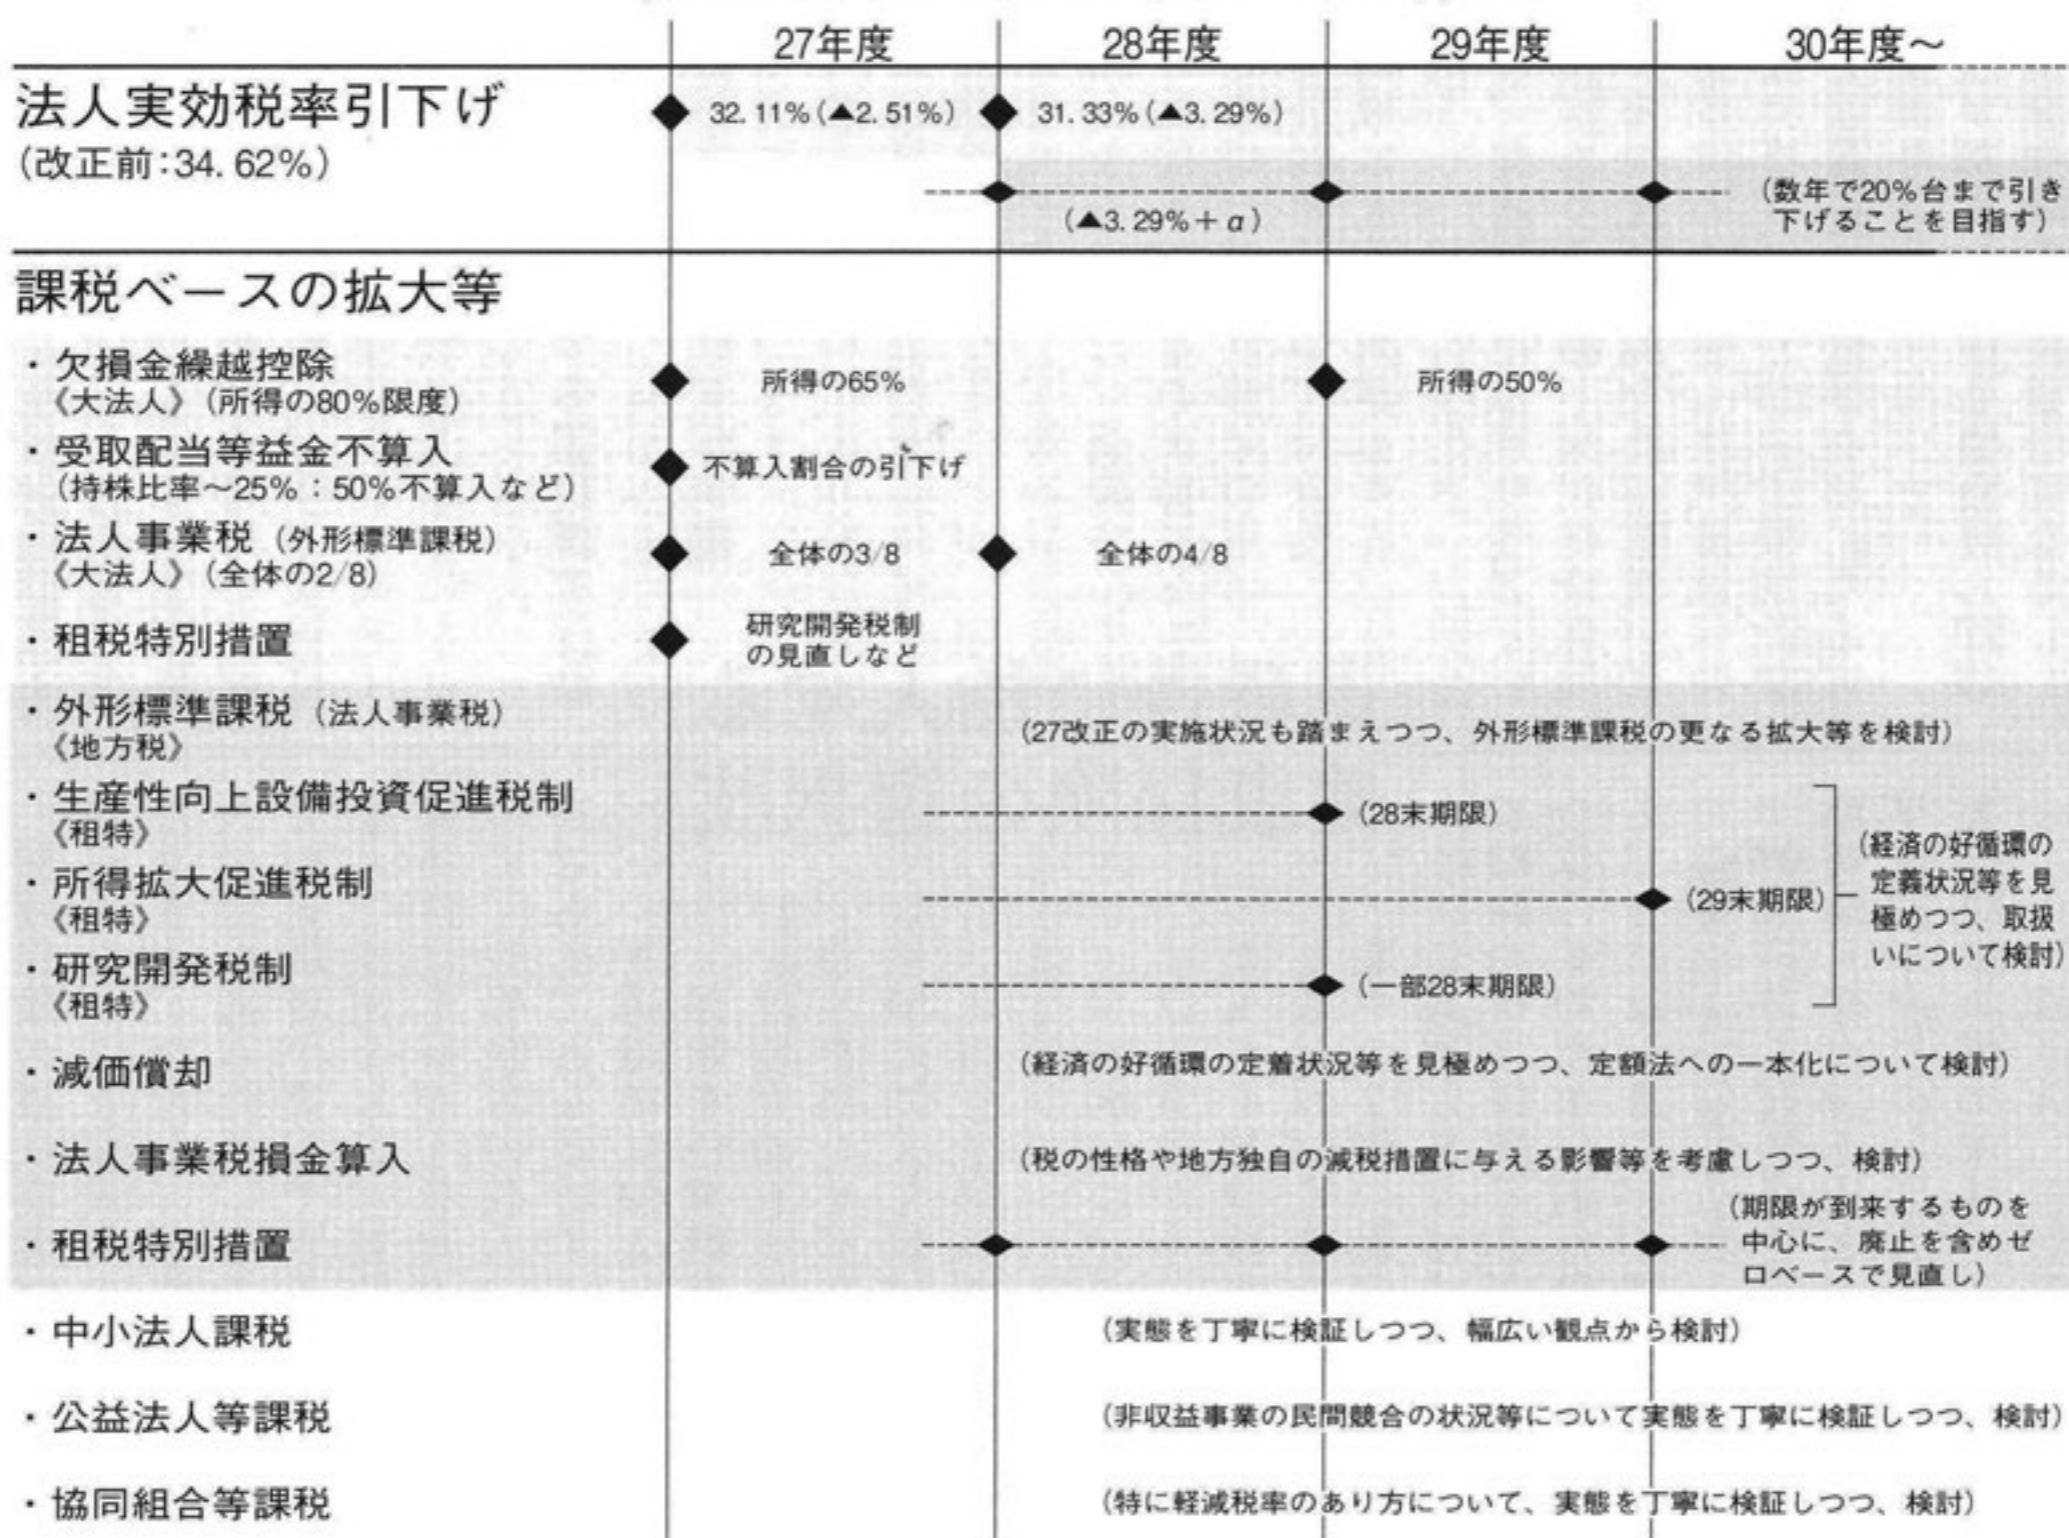 27年度 28年度 29年度 30年度～
法人実効税率引下げ
(改正前:34.62%)
32.11%(▲2.51%) 31.33%(▲3.29%)
(▲3.29%+α)
(数年で20%台まで引き
下げることを目指す)
課税ベースの拡大等
・欠損金繰越控除
《大法人》(所得の80%限度)
所得の65% 所得の50%
・受取配当等益金不算入
(持株比率～25%:50%不算入など)
不算入割合の引下げ
・法人事業税(外形標準課税)
《大法人》(全体の2/8)
全体の3/8 全体の4/8
・租税特別措置
研究開発税制
の見直しなど
・外形標準課税(法人事業税)
《地方税》
(27改正の実施状況も踏まえつつ、外形標準課税の更なる拡大等を検討)
・生産性向上設備投資促進税制
《租特》
(28末期限)
・所得拡大促進税制
《租特》
(29末期限)
・研究開発税制
《租特》
(一部28末期限)
(経済の好循環の
定義状況等を見
極めつつ、取扱
いについて検討)
・減価償却
(経済の好循環の定着状況等を見極めつつ、定額法への一本化について検討)
・法人事業税損金算入
(税の性格や地方独自の減税措置に与える影響等を考慮しつつ、検討)
・租税特別措置
(期限が到来するものを
中心に、廃止を含めゼ
ロベースで見直し)
・中小法人課税
(実態を丁寧に検証しつつ、幅広い観点から検討)
・公益法人等課税
(非収益事業の民間競合の状況等について実態を丁寧に検証しつつ、検討)
・協同組合等課税
(特に軽減税率のあり方について、実態を丁寧に検証しつつ、検討)